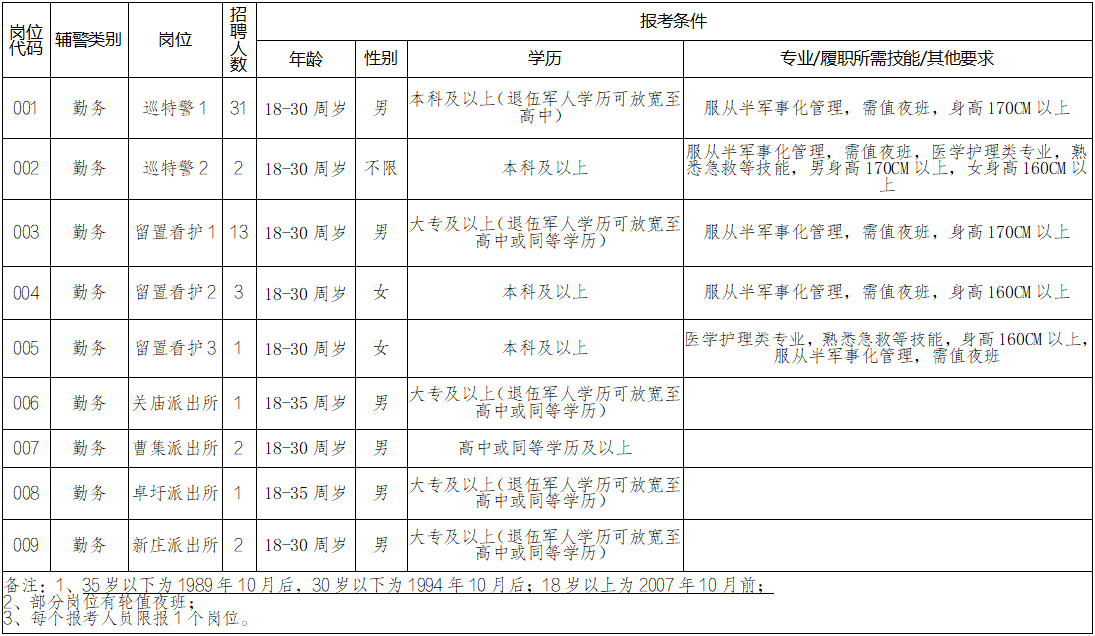 岗位代码 辅警类别 岗位 招聘人数 报考条件
年龄 性别 学历 专业/履职所需技能/其他要求
001 勤务 巡特警1 31 18-30周岁 男 本科及以上(退伍军人学历可放宽至高中) 服从半军事化管理，需值夜班，身高170CM以上
002 勤务 巡特警2 2 18-30周岁 不限 本科及以上 服从半军事化管理，需值夜班，医学护理类专业，熟悉急救等技能，男身高170CM以上，女身高160CM以上
003 勤务 留置看护1 13 18-30周岁 男 大专及以上(退伍军人学历可放宽至高中或同等学历) 服从半军事化管理，需值夜班，身高170CM以上
004 勤务 留置看护2 3 18-30周岁 女 本科及以上 服从半军事化管理，需值夜班，身高160CM以上
005 勤务 留置看护3 1 18-30周岁 女 本科及以上 医学护理类专业，熟悉急救等技能，身高160CM以上，服从半军事化管理，需值夜班
006 勤务 关庙派出所 1 18-35周岁 男 大专及以上(退伍军人学历可放宽至高中或同等学历)
007 勤务 曹集派出所 2 18-30周岁 男 高中或同等学历及以上
008 勤务 卓圩派出所 1 18-35周岁 男 大专及以上(退伍军人学历可放宽至高中或同等学历)
009 勤务 新庄派出所 2 18-30周岁 男 大专及以上(退伍军人学历可放宽至高中或同等学历)
备注：1、35岁以下为1989年10月后，30岁以下为1994年10月后；18岁以上为2007年10月前；
2、部分岗位有轮值夜班；
3、每个报考人员限报1个岗位。